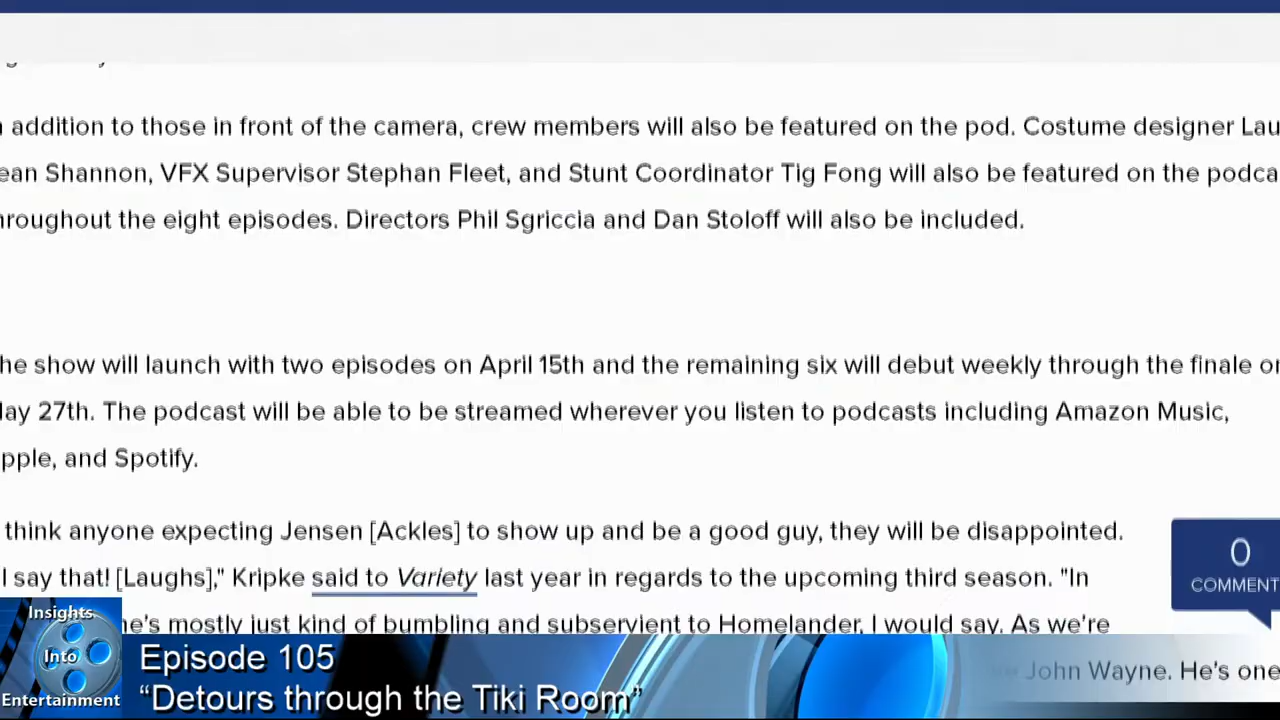 addition to those in front of the camera, crew members will also be featured on the pod. Costume designer Lau
ean Shannon, VFX Supervisor Stephan Fleet, and Stunt Coordinator Tig Fong will also be featured on the podca
hroughout the eight episodes. Directors Phil Sgriccia and Dan Stoloff will also be included.
he show will launch with two episodes on April 15th and the remaining six will debut weekly through the finale on
ay 27th. The podcast will be able to be streamed wherever you listen to podcasts including Amazon Music,
pple, and Spotify.
think anyone expecting Jensen [Ackles] to show up and be a good guy, they will be disappointed.
I say that! [Laughs]," Kripke said to Variety last year in regards to the upcoming third season. "In
he's mostly just kind of bumbling and subservient to Homelander, I would say. As we're
John Wayne. He's one
0
COMMENT
Insights
Into
Entertainment
Episode 105
“Detours through the Tiki Room”